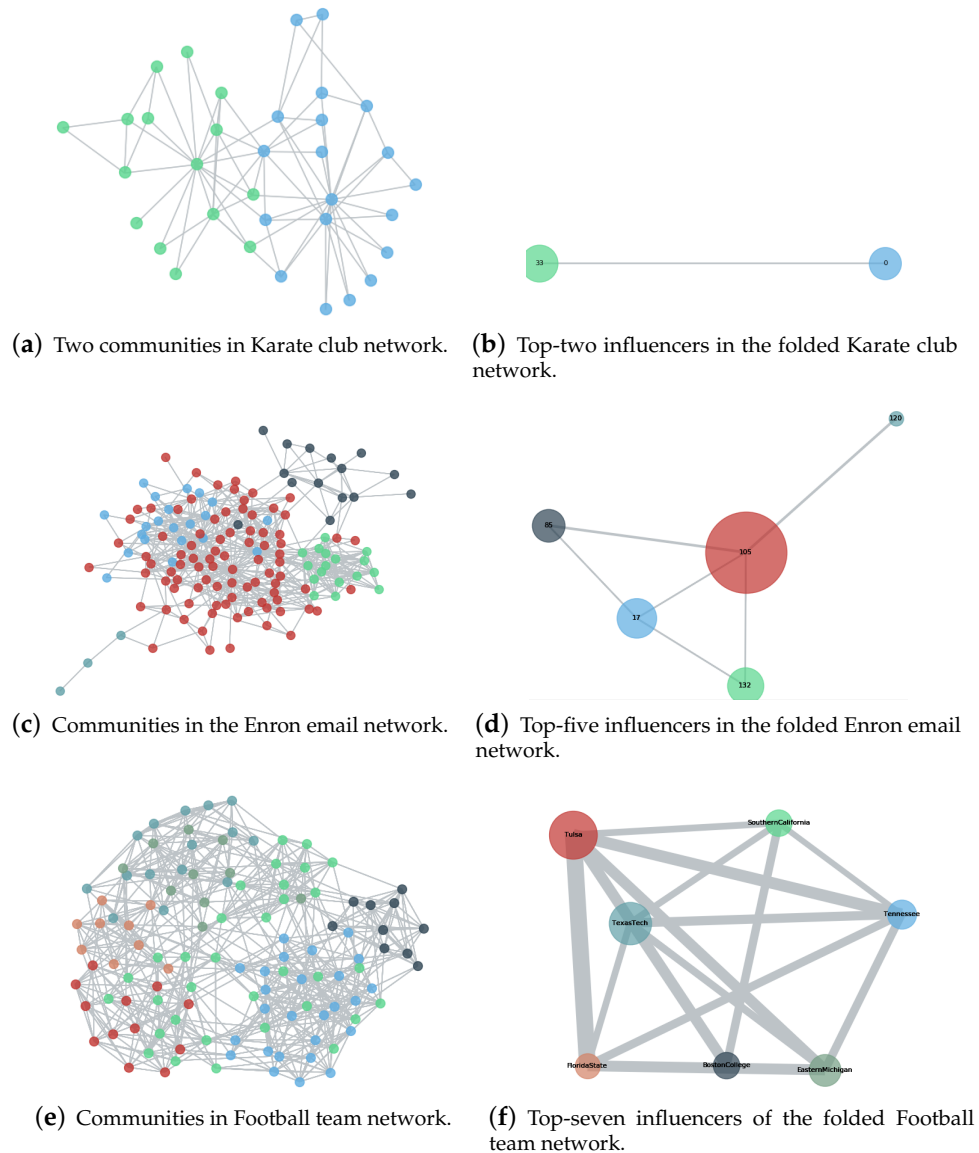 33
0
(a) Two communities in Karate club network.
(b) Top-two influencers in the folded Karate club
network.
120
85
105
17
132
(c) Communities in the Enron email network.
(d) Top-five influencers in the folded Enron email
network.
SouthernCalifornia
Tulsa
Tennessee
TexasTech
FloridaState
BostonCollege
EasternMichigan
(e) Communities in Football team network.
(f) Top-seven influencers of the folded Football
team network.